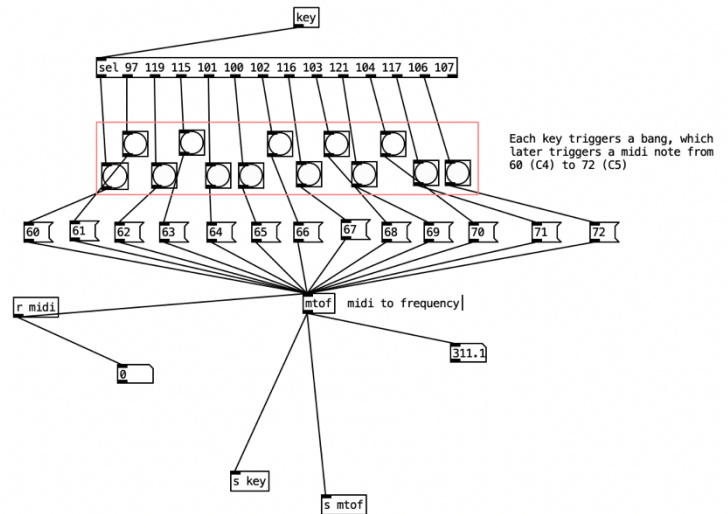 key
sel 97 119 115 101 100 102 116 103 121 104 117 106 107
Each key triggers a bang, which
later triggers a midi note from
60 (C4) to 72 (C5)
60 61 62 63 64 65 66 67 68 69 70 71 72
r midi
mtof midi to frequency
311.1
0
s key
s mtof